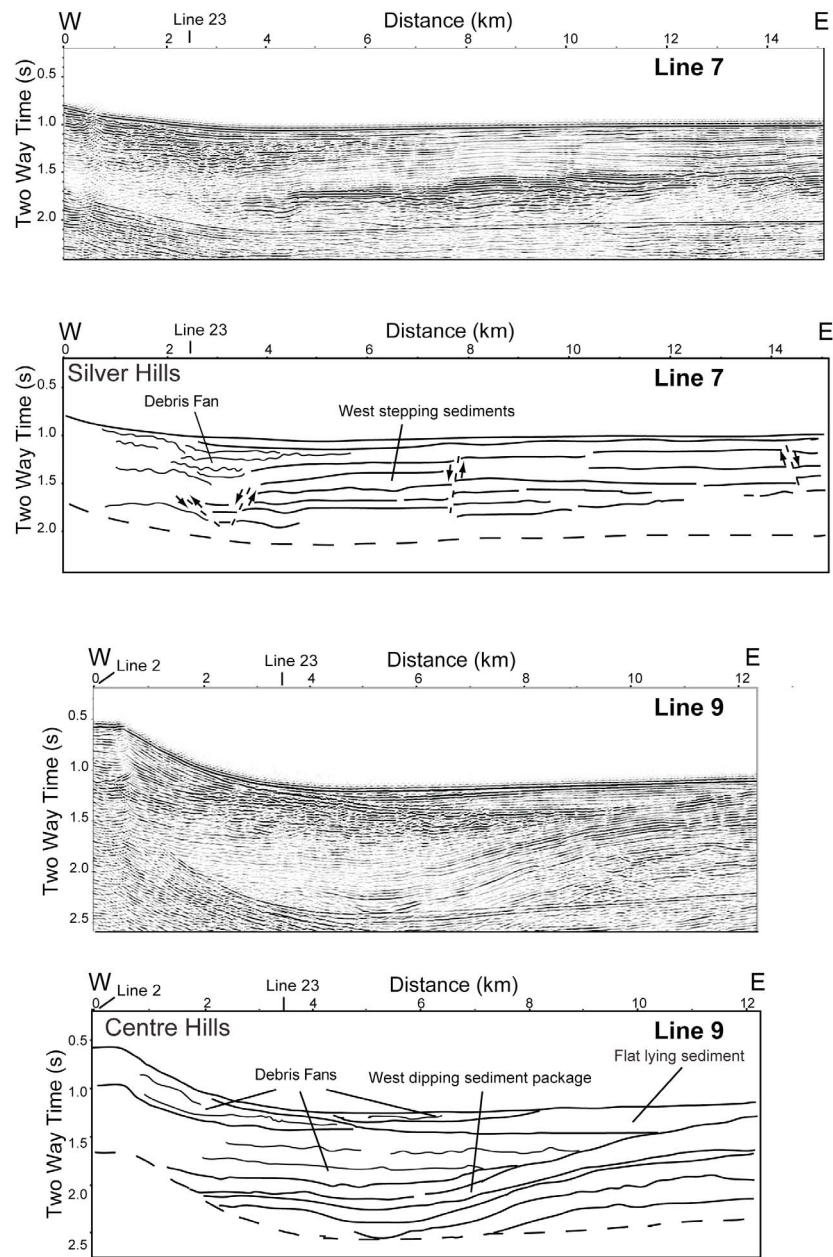 W Line 23 Distance (km) E
0 2 4 6 8 10 12 14
Line 7
Two Way Time (s)
0.5
1.0
1.5
2.0
W Line 23 Distance (km) E
0 2 4 6 8 10 12 14
Silver Hills
Line 7
Debris Fan
West stepping sediments
Two Way Time (s)
0.5
1.0
1.5
2.0
W Line 2 Line 23 Distance (km) E
0 2 4 6 8 10 12
Line 9
Two Way Time (s)
0.5
1.0
1.5
2.0
2.5
W Line 2 Line 23 Distance (km) E
0 2 4 6 8 10 12
Centre Hills
Line 9
Flat lying sediment
Debris Fans
West dipping sediment package
Two Way Time (s)
0.5
1.0
1.5
2.0
2.5